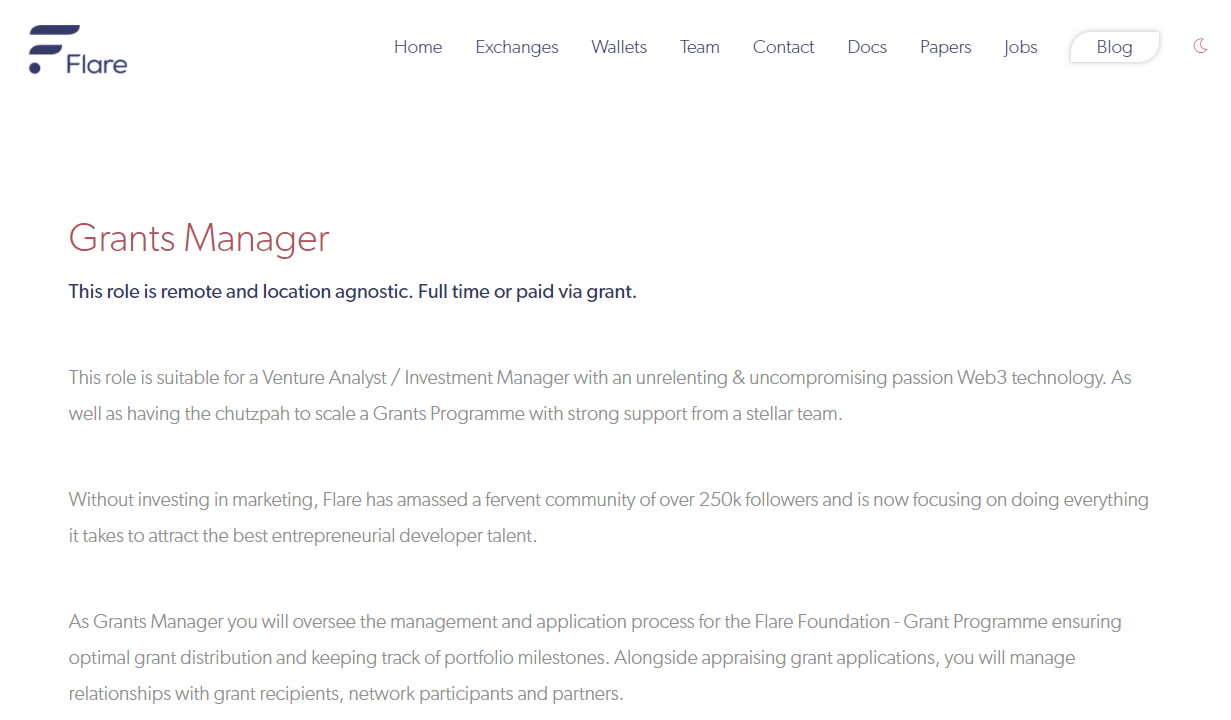 Flare
Home Exchanges Wallets Team Contact Docs Papers Jobs Blog
Grants Manager
This role is remote and location agnostic. Full time or paid via grant.
This role is suitable for a Venture Analyst / Investment Manager with an unrelenting & uncompromising passion Web3 technology. As
well as having the chutzpah to scale a Grants Programme with strong support from a stellar team.
Without investing in marketing, Flare has amassed a fervent community of over 250k followers and is now focusing on doing everything
it takes to attract the best entrepreneurial developer talent.
As Grants Manager you will oversee the management and application process for the Flare Foundation - Grant Programme ensuring
optimal grant distribution and keeping track of portfolio milestones. Alongside appraising grant applications, you will manage
relationships with grant recipients, network participants and partners.